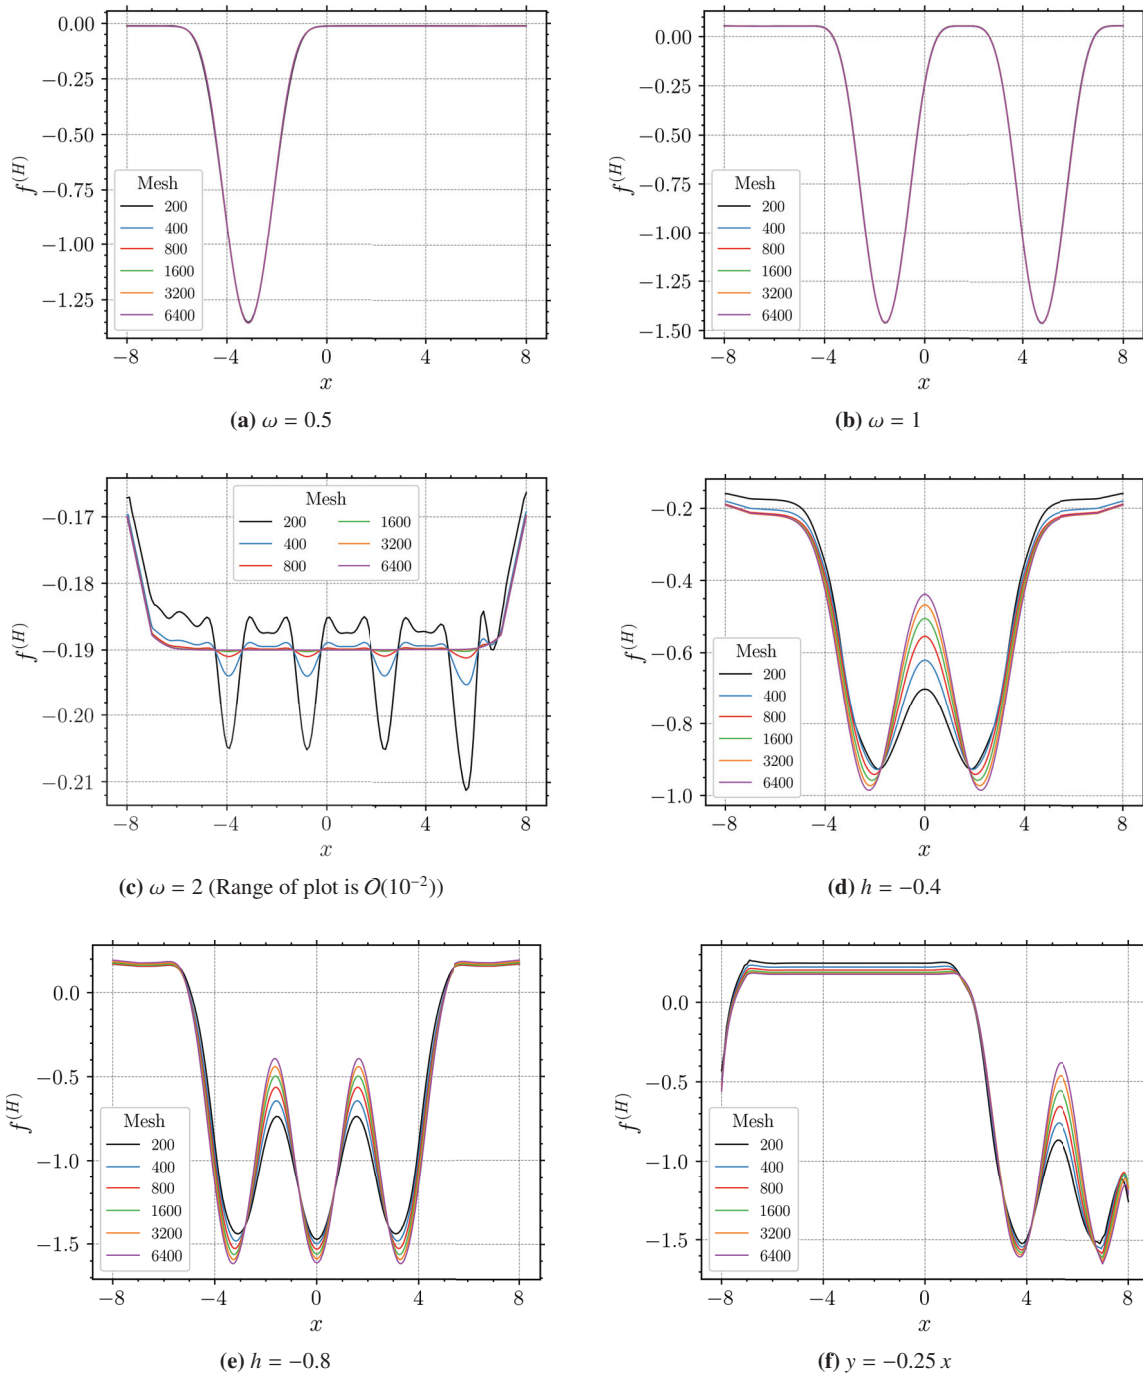 0.00
−0.25
−0.50
−0.75
−1.00
−1.25
f(H)
Mesh
200
400
800
1600
3200
6400
−8 −4 0 4 8
x
(a) ω = 0.5
0.00
−0.25
−0.50
−0.75
−1.00
−1.25
−1.50
f(H)
Mesh
200
400
800
1600
3200
6400
−8 −4 0 4 8
x
(b) ω = 1
−0.17
−0.18
−0.19
−0.20
−0.21
f(H)
Mesh
200 1600
400 3200
800 6400
−8 −4 0 4 8
x
(c) ω = 2 (Range of plot is O(10⁻²))
−0.2
−0.4
−0.6
−0.8
−1.0
f(H)
Mesh
200
400
800
1600
3200
6400
−8 −4 0 4 8
x
(d) h = −0.4
0.0
−0.5
−1.0
−1.5
f(H)
Mesh
200
400
800
1600
3200
6400
−8 −4 0 4 8
x
(e) h = −0.8
0.0
−0.5
−1.0
−1.5
f(H)
Mesh
200
400
800
1600
3200
6400
−8 −4 0 4 8
x
(f) y = −0.25 x